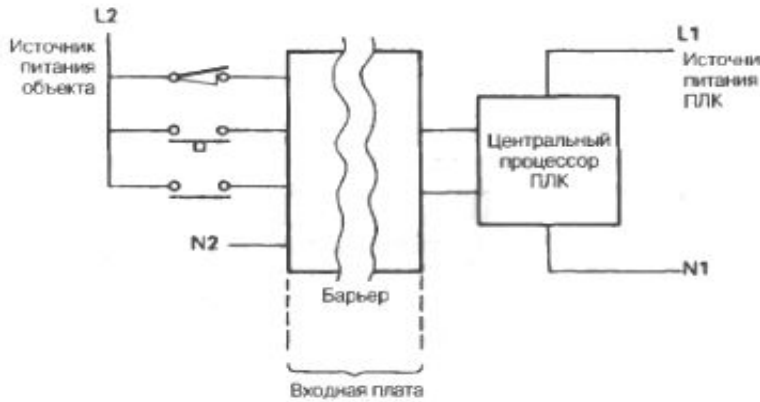 L2
Источник
питания
объекта
L1
Источни
питания
ПЛК
Центральный
процессор
ПЛК
N2
N1
Барьер
Входная плата